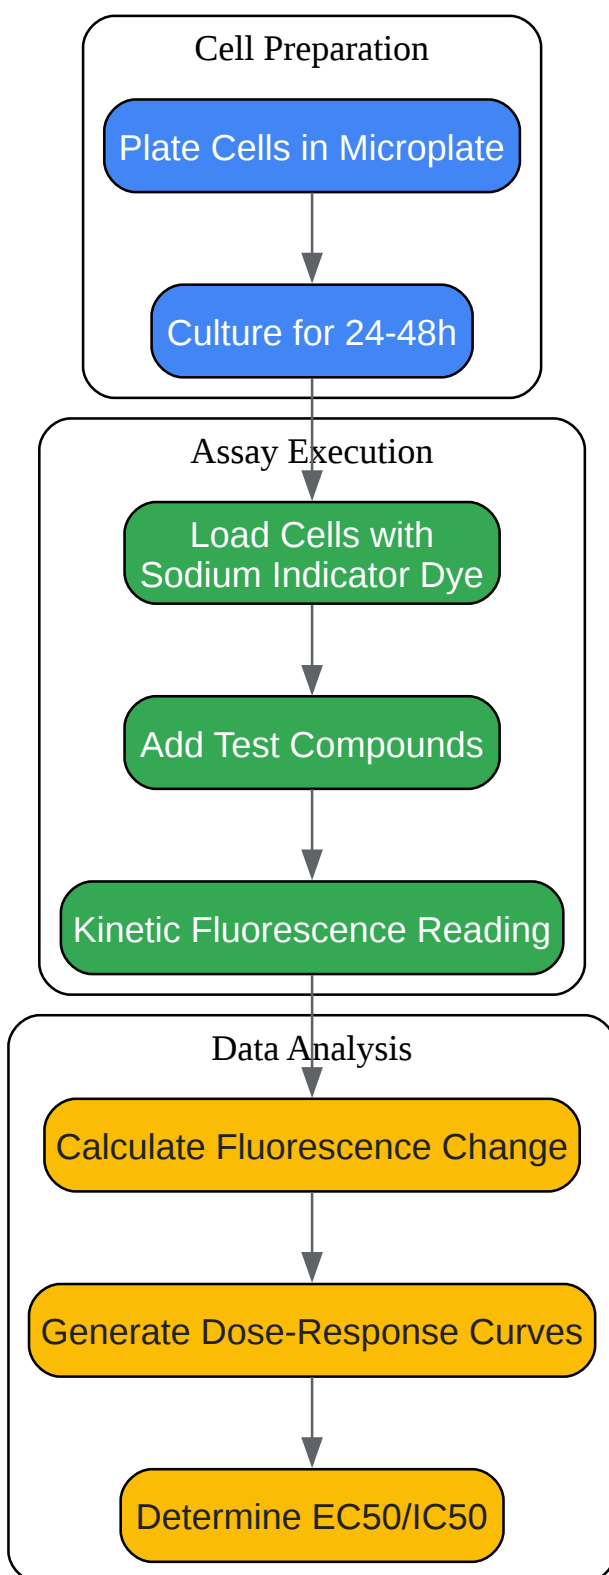 Cell Preparation
Plate Cells in Microplate
Culture for 24-48h
Assay Execution
Load Cells with
Sodium Indicator Dye
Add Test Compounds
Kinetic Fluorescence Reading
Data Analysis
Calculate Fluorescence Change
Generate Dose-Response Curves
Determine EC50/IC50